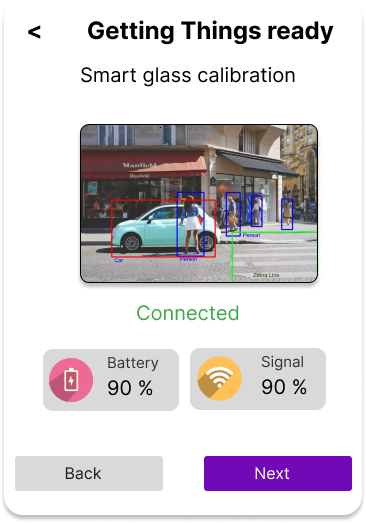 < Getting Things ready
Smart glass calibration
Manfield
Manfield
Car
Person
Person
Zebra Line
Connected
Battery
90 %
Signal
90 %
Back
Next